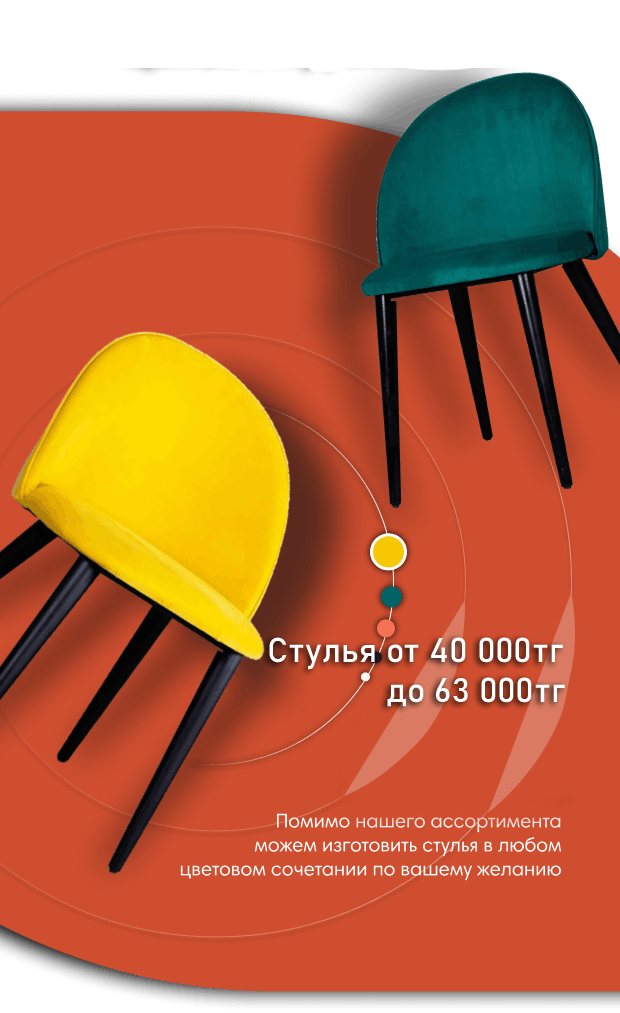 Стулья от 40 000тг
до 63 000тг
Помимо нашего ассортимента
можем изготовить стулья в любом
цветовом сочетании по вашему желанию